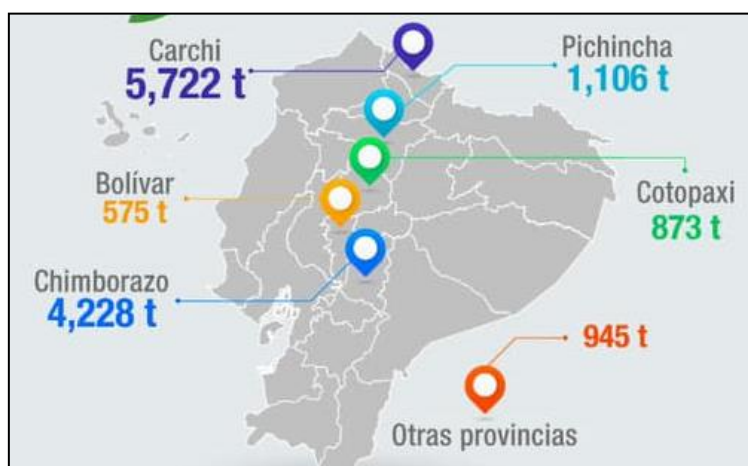 Carchi
5,722 t
Pichincha
1,106 t
Bolívar
575 t
Cotopaxi
873 t
Chimborazo
4,228 t
945 t
Otras provincias